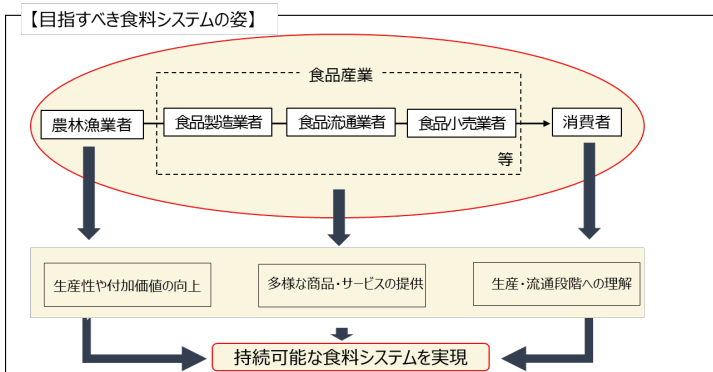 【目指すべき食料システムの姿】
食品産業
農林漁業者
食品製造業者
食品流通業者
食品小売業者
消費者
等
生産性や付加価値の向上
多様な商品・サービスの提供
生産・流通段階への理解
持続可能な食料システムを実現